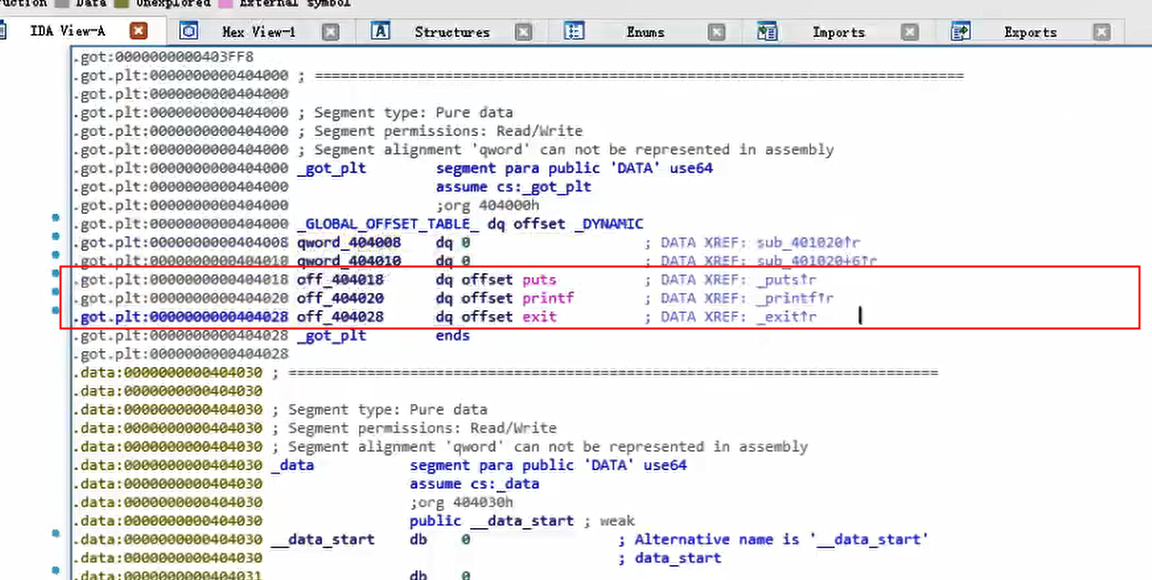 Data Unexplored External symbol
IDA View-A Hex View-1 Structures Enums Imports Exports
.got:0000000000403FF8
.got.plt:0000000000404000 ; ===========================================================================
.got.plt:0000000000404000
.got.plt:0000000000404000 ; Segment type: Pure data
.got.plt:0000000000404000 ; Segment permissions: Read/Write
.got.plt:0000000000404000 ; Segment alignment 'qword' can not be represented in assembly
.got.plt:0000000000404000 _got_plt segment para public 'DATA' use64
.got.plt:0000000000404000 assume cs:_got_plt
.got.plt:0000000000404000 ;org 404000h
.got.plt:0000000000404000 _GLOBAL_OFFSET_TABLE_ dq offset _DYNAMIC
.got.plt:0000000000404008 qword_404008 dq 0 ; DATA XREF: sub_401020↑r
.got.plt:0000000000404010 qword_404010 dq 0 ; DATA XREF: sub_401020+6↑r
.got.plt:0000000000404018 off_404018 dq offset puts ; DATA XREF: _puts↑r
.got.plt:0000000000404020 off_404020 dq offset printf ; DATA XREF: _printf↑r
.got.plt:0000000000404028 off_404028 dq offset exit ; DATA XREF: _exit↑r
.got.plt:0000000000404028 _got_plt ends
.got.plt:0000000000404028
.data:0000000000404030 ; ===========================================================================
.data:0000000000404030
.data:0000000000404030 ; Segment type: Pure data
.data:0000000000404030 ; Segment permissions: Read/Write
.data:0000000000404030 ; Segment alignment 'qword' can not be represented in assembly
.data:0000000000404030 _data segment para public 'DATA' use64
.data:0000000000404030 assume cs:_data
.data:0000000000404030 ;org 404030h
.data:0000000000404030 public __data_start ; weak
.data:0000000000404030 __data_start db 0 ; Alternative name is '__data_start'
.data:0000000000404030 ; data_start
.data:0000000000404031 db 0